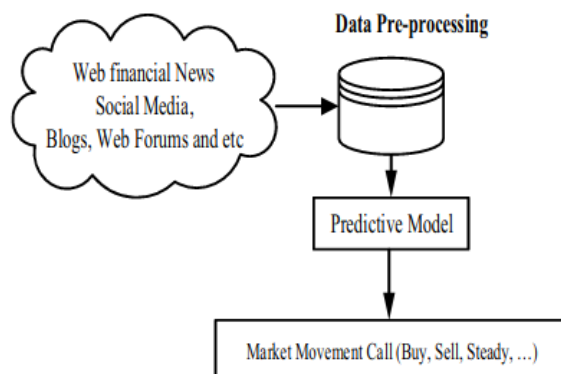 Data Pre-processing
Web financial News
Social Media,
Blogs, Web Forums and etc
Predictive Model
Market Movement Call (Buy, Sell, Steady, ...)